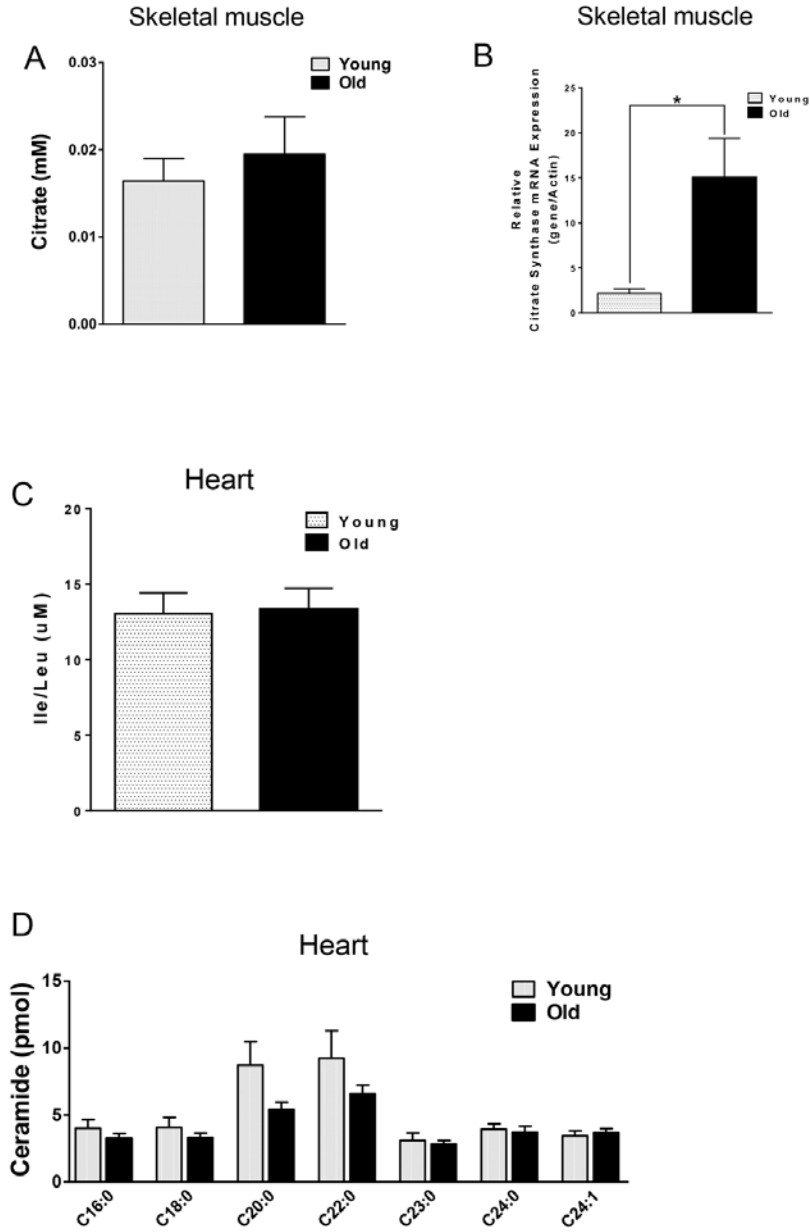 Skeletal muscle
A
Young
Old
Citrate (mM)
0.03
0.02
0.01
0.00
Skeletal muscle
B
Young
Old
*
Relative
Citrate Synthase mRNA Expression
(gene/Actin)
25
20
15
10
5
0
C
Heart
Young
Old
Ile/Leu (uM)
20
15
10
5
0
D
Heart
Young
Old
Ceramide (pmol)
15
10
5
0
C16:0
C18:0
C20:0
C22:0
C23:0
C24:0
C24:1